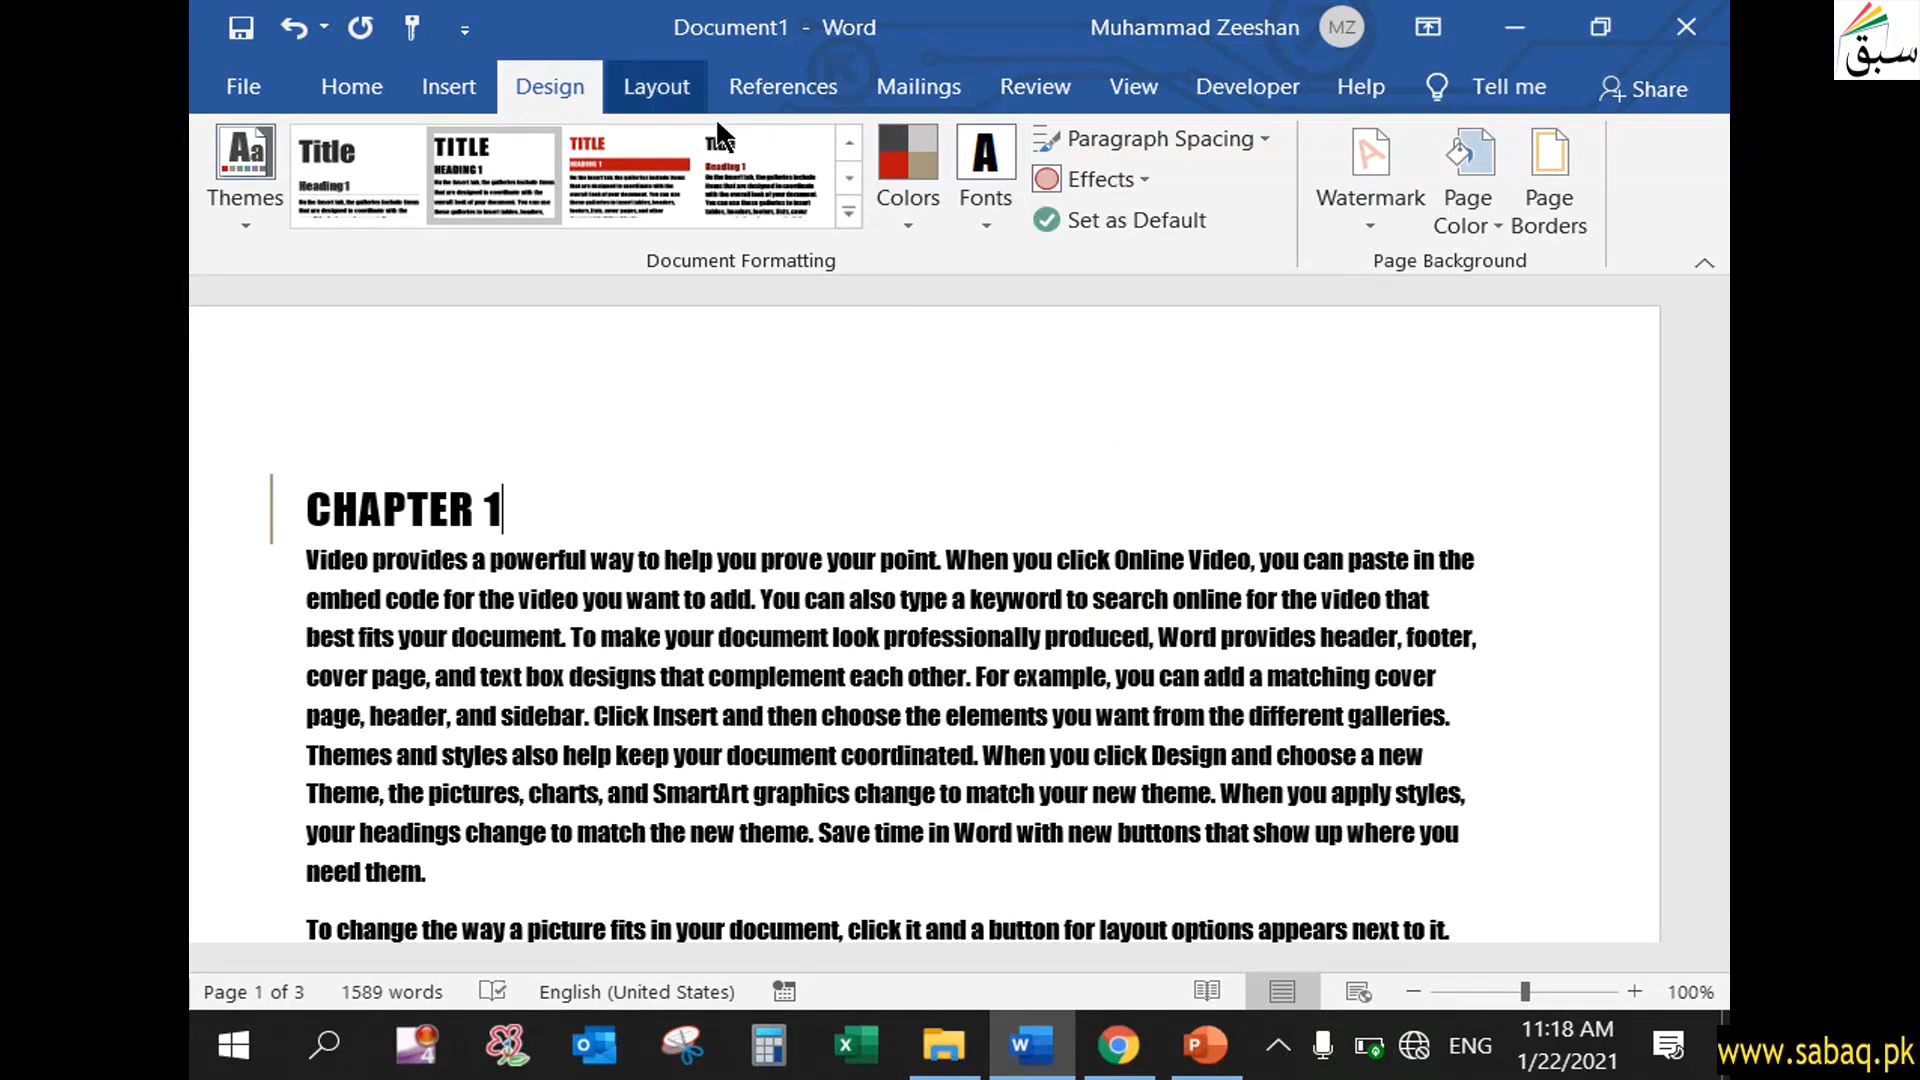 Document1 - Word
Muhammad Zeeshan
MZ
سبق
File
Home
Insert
Design
Layout
References
Mailings
Review
View
Developer
Help
Tell me
Share
Aa
Themes
Title
Heading 1
TITLE
HEADING 1
TITLE
HEADING 1
Heading 1
Colors
A
Fonts
Paragraph Spacing
Effects
Set as Default
Watermark
Page
Color
Page
Borders
Document Formatting
Page Background
CHAPTER 1
Video provides a powerful way to help you prove your point. When you click Online Video, you can paste in the
embed code for the video you want to add. You can also type a keyword to search online for the video that
best fits your document. To make your document look professionally produced, Word provides header, footer,
cover page, and text box designs that complement each other. For example, you can add a matching cover
page, header, and sidebar. Click Insert and then choose the elements you want from the different galleries.
Themes and styles also help keep your document coordinated. When you click Design and choose a new
Theme, the pictures, charts, and SmartArt graphics change to match your new theme. When you apply styles,
your headings change to match the new theme. Save time in Word with new buttons that show up where you
need them.
To change the way a picture fits in your document, click it and a button for layout options appears next to it.
Page 1 of 3
1589 words
English (United States)
100%
4
ENG
11:18 AM
1/22/2021
www.sabaq.pk